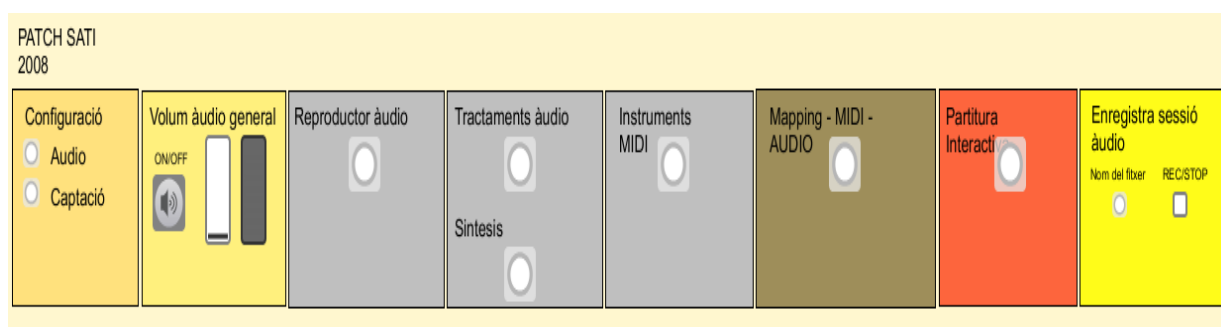 PATCH SATI
2008
Configuració
Audio
Captació
Volum àudio general
ON/OFF
Reproductor àudio
Tractaments àudio
Sintesis
Instruments
MIDI
Mapping - MIDI -
AUDIO
Partitura
Interactiva
Enregistra sessió
àudio
Nom del fitxer REC/STOP